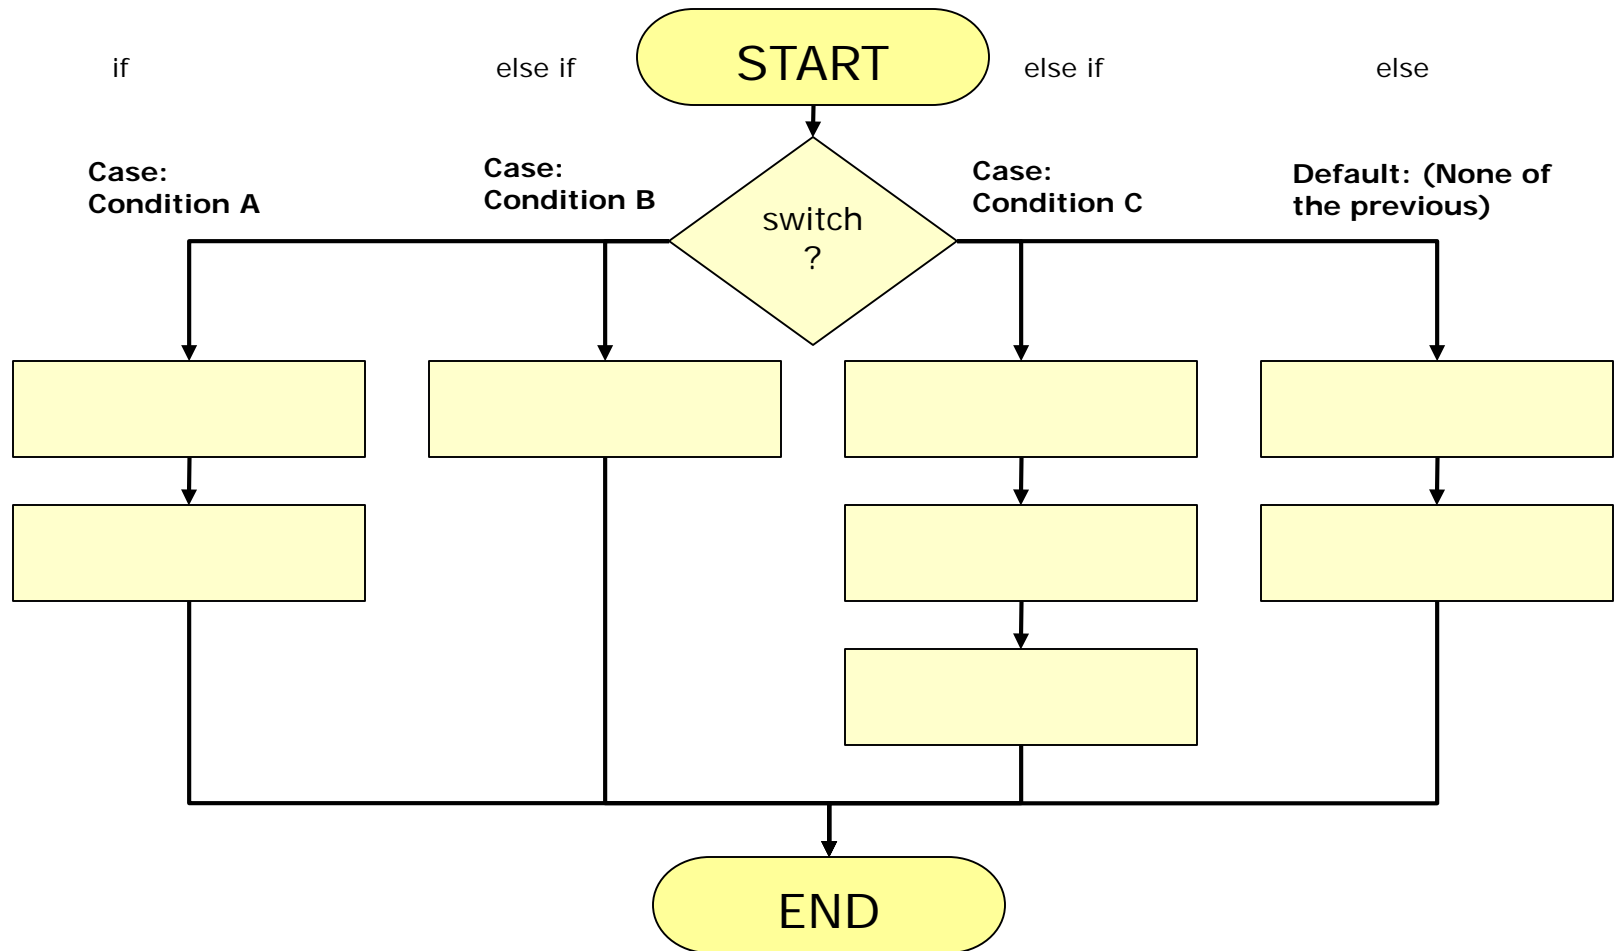 START
if
else if
else if
else
Case:
Condition A
Case:
Condition B
Case:
Condition C
Default: (None of
the previous)
switch
?
END